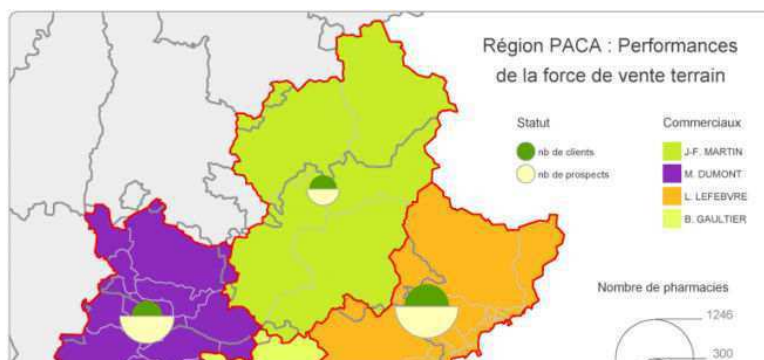 Région PACA : Performances
de la force de vente terrain
Statut
nb de clients
nb de prospects
Commerciaux
J-F. MARTIN
M. DUMONT
L. LEFEBVRE
B. GAULTIER
Nombre de pharmacies
1246
300